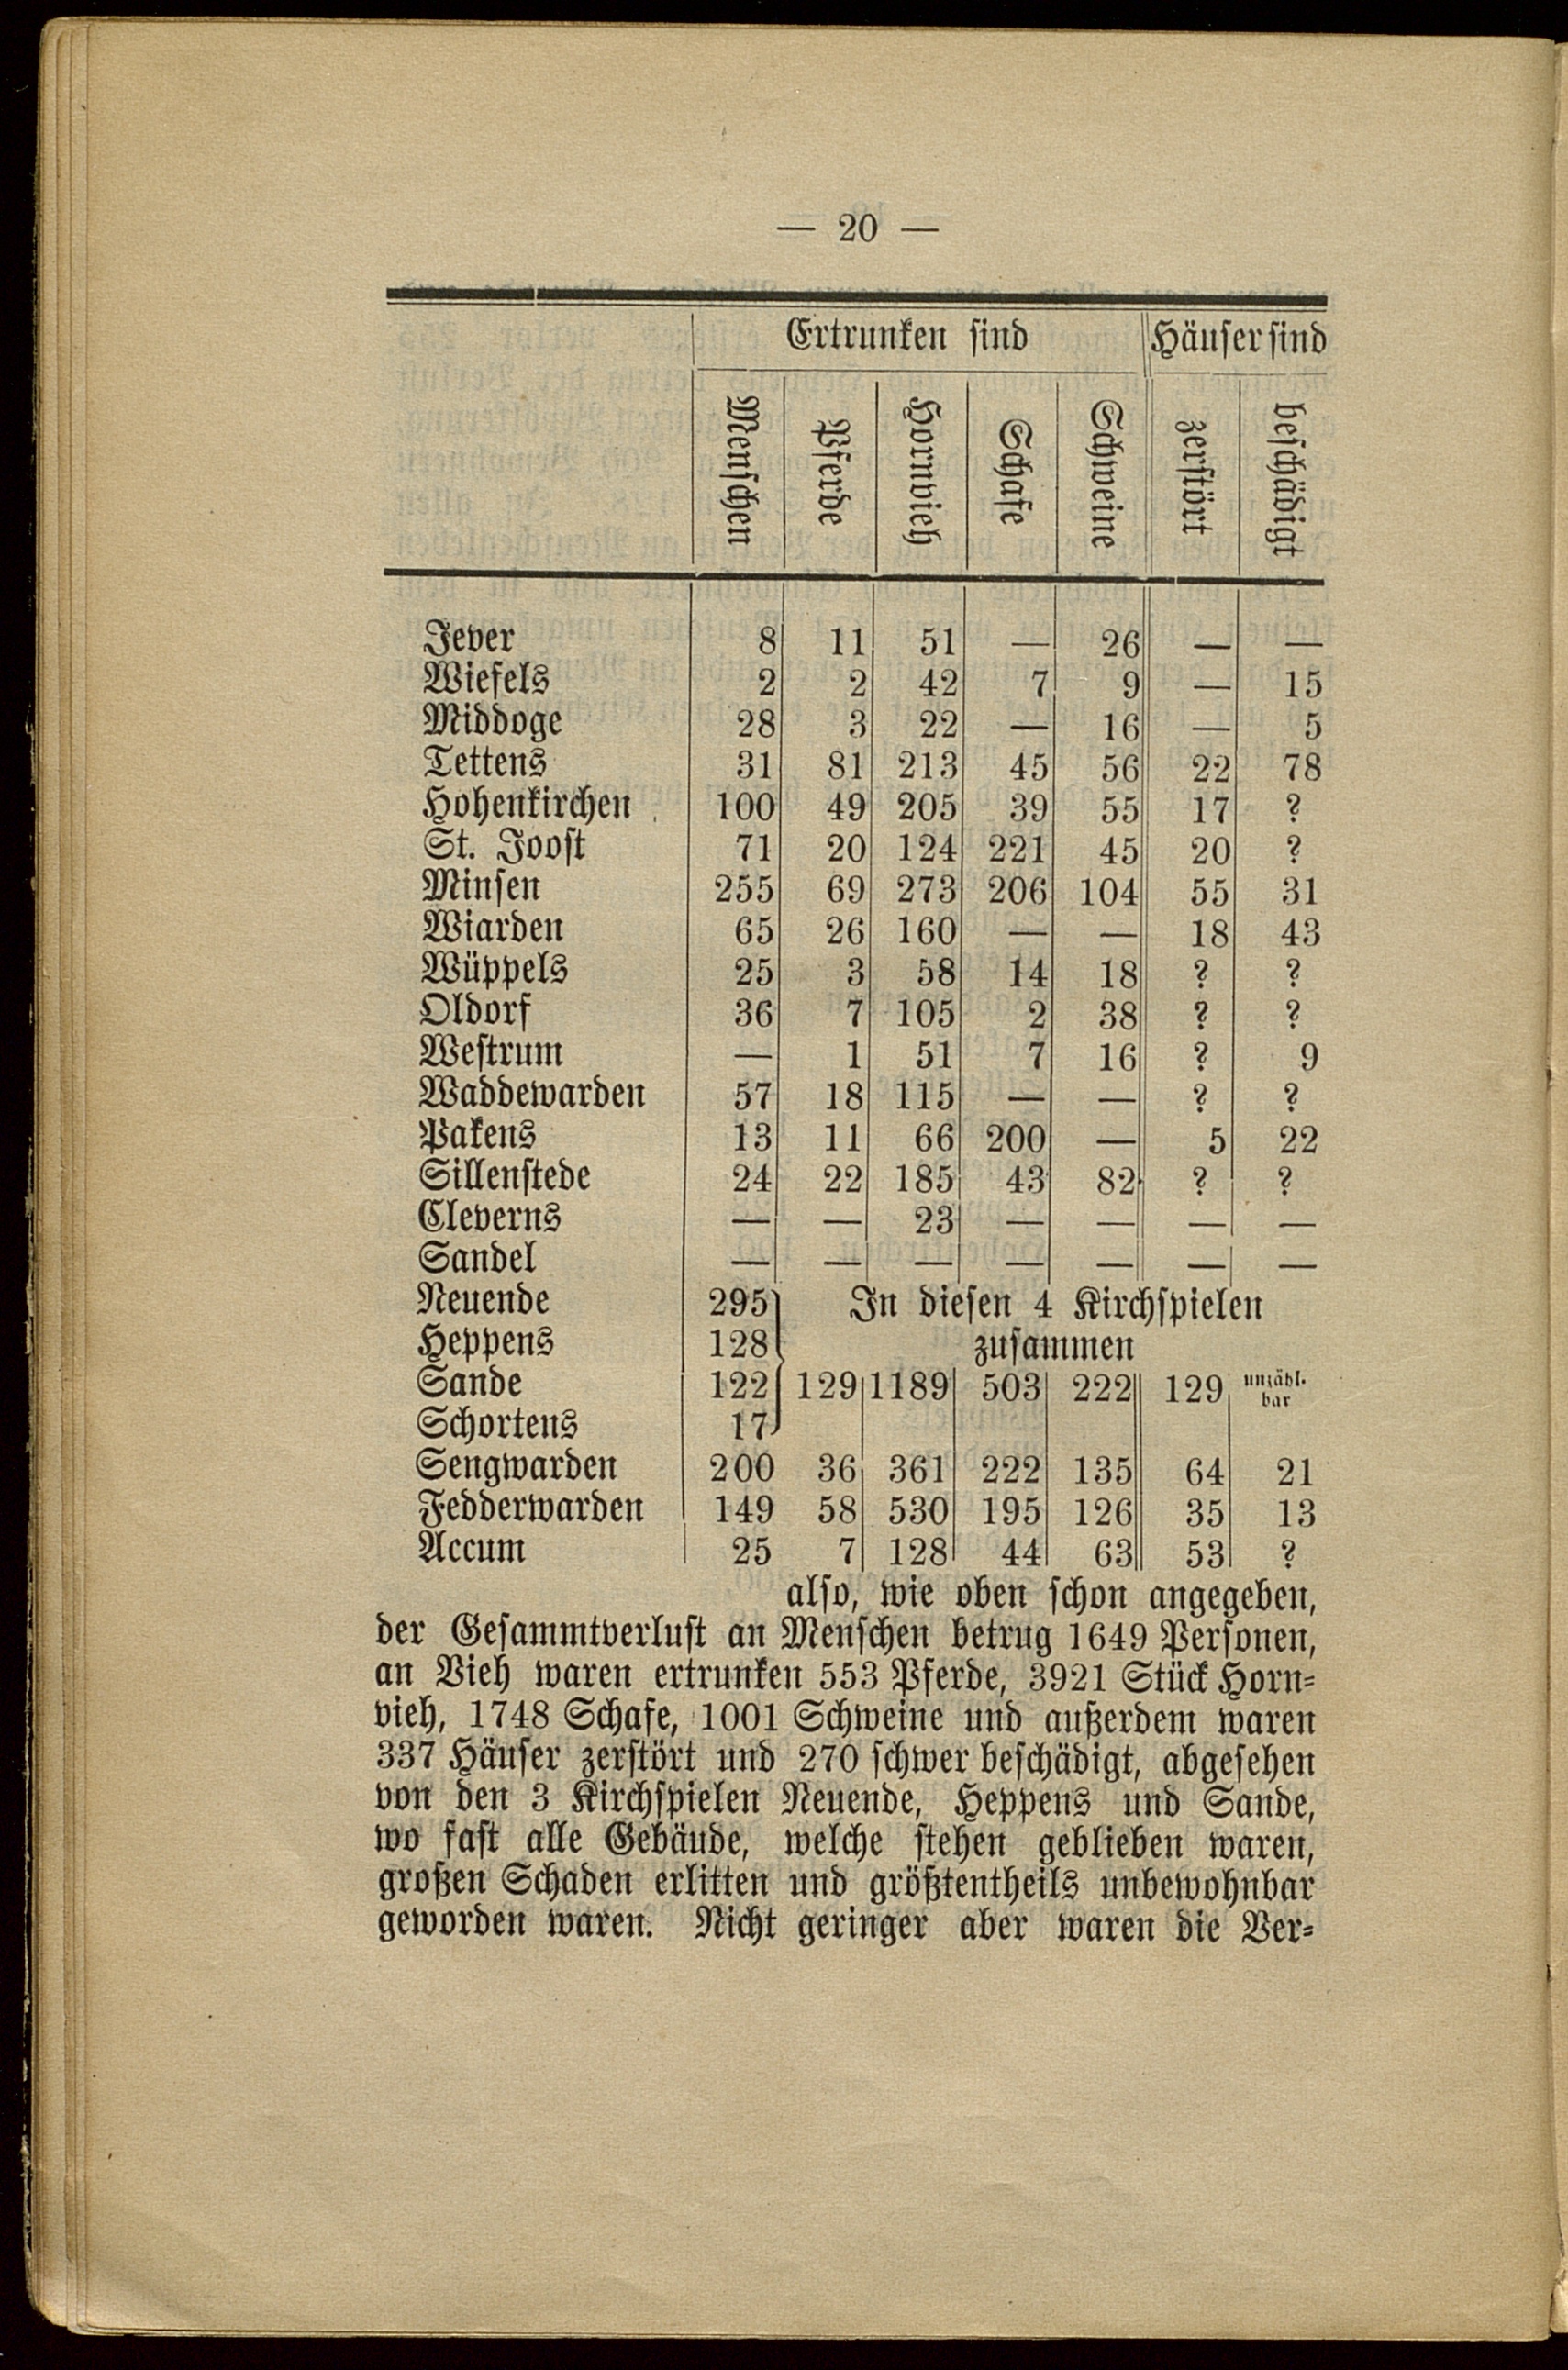 — 20 —
Ertrunken sind Häuser sind
Menschen Pferde Hornvieh Schafe Schweine zerstört beschädigt
Jever 8 11 51 — 26 — —
Wiefels 2 2 42 7 9 — 15
Middoge 28 3 22 — 16 — 5
Tettens 31 81 213 45 56 22 78
Hohenkirchen 100 49 205 39 55 17 ?
St. Joost 71 20 124 221 45 20 ?
Minsen 255 69 273 206 104 55 31
Wiarden 65 26 160 — — 18 43
Wüppels 25 3 58 14 18 ? ?
Oldorf 36 7 105 2 38 ? ?
Westrum — 1 51 7 16 ? 9
Waddewarden 57 18 115 — — ? ?
Pakens 13 11 66 200 — 5 22
Sillenstede 24 22 185 43 82 ? ?
Cleverns — — 23 — — — —
Sandel — — — — — — —
Neuende 295 In diesen 4 Kirchspielen
Heppens 128 zusammen
Sande 122 129 1189 503 222 129 unzähl.bar
Schortens 17
Sengwarden 200 36 361 222 135 64 21
Fedderwarden 149 58 530 195 126 35 13
Accum 25 7 128 44 63 53 ?
also, wie oben schon angegeben,
der Gesammtverlust an Menschen betrug 1649 Personen,
an Vieh waren ertrunken 553 Pferde, 3921 Stück Horn-
vieh, 1748 Schafe, 1001 Schweine und außerdem waren
337 Häuser zerstört und 270 schwer beschädigt, abgesehen
von den 3 Kirchspielen Neuende, Heppens und Sande,
wo fast alle Gebäude, welche stehen geblieben waren,
großen Schaden erlitten und größtentheils unbewohnbar
geworden waren. Nicht geringer aber waren die Ver-